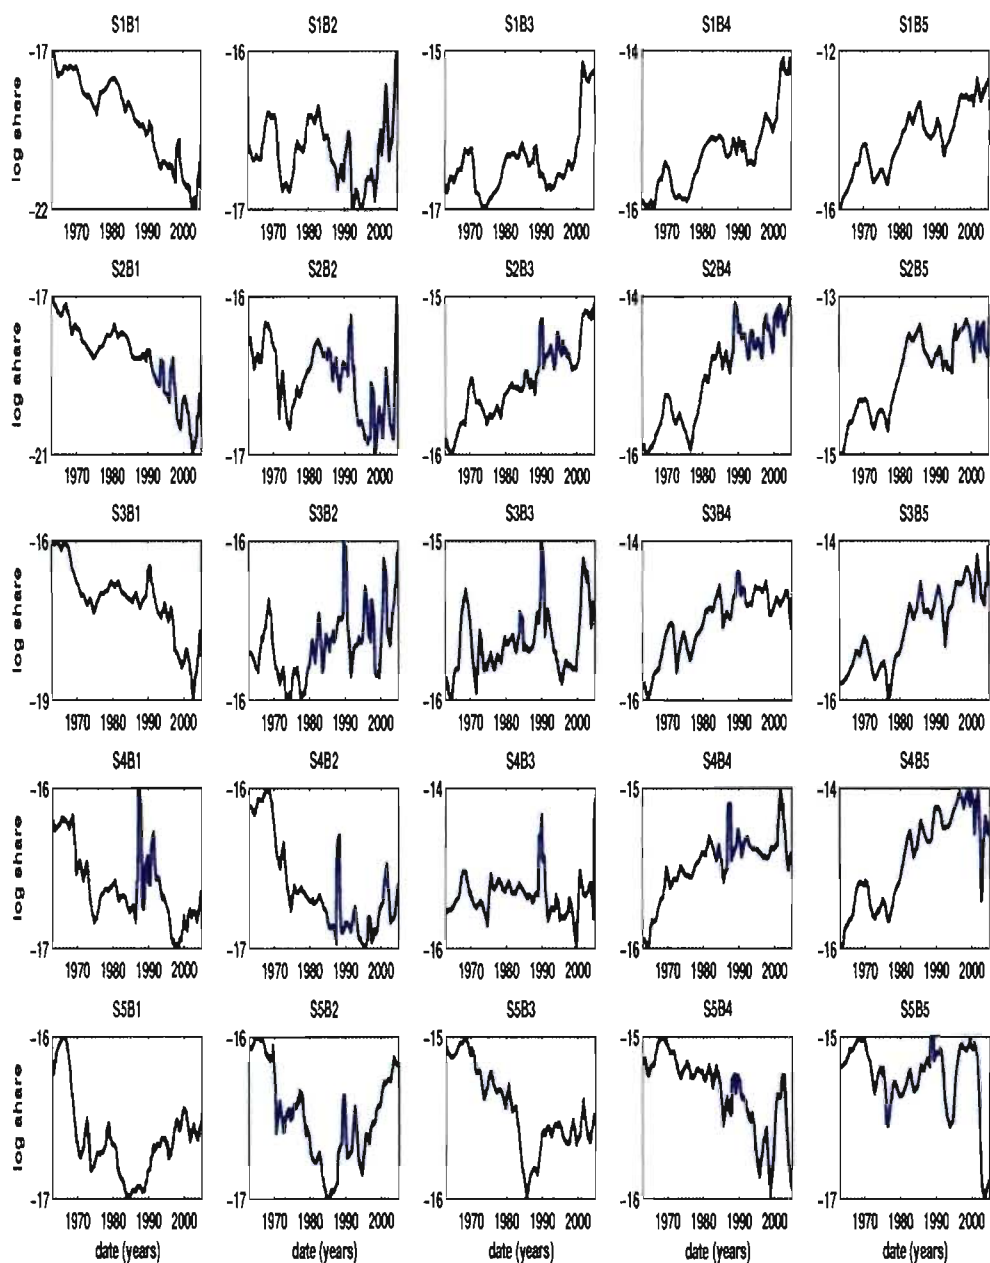 S1B1 S1B2 S1B3 S1B4 S1B5
-17 -16 -15 -14 -12
log share
-22 -17 -17 -16 -16
1970 1980 1990 2000 1970 1980 1990 2000 1970 1980 1990 2000 1970 1980 1990 2000 1970 1980 1990 2000
S2B1 S2B2 S2B3 S2B4 S2B5
-17 -16 -15 -14 -13
log share
-21 -17 -16 -16 -15
1970 1980 1990 2000 1970 1980 1990 2000 1970 1980 1990 2000 1970 1980 1990 2000 1970 1980 1990 2000
S3B1 S3B2 S3B3 S3B4 S3B5
-16 -16 -15 -14 -14
log share
-19 -16 -16 -16 -16
1970 1980 1990 2000 1970 1980 1990 2000 1970 1980 1990 2000 1970 1980 1990 2000 1970 1980 1990 2000
S4B1 S4B2 S4B3 S4B4 S4B5
-16 -16 -14 -15 -14
log share
-17 -17 -16 -16 -16
1970 1980 1990 2000 1970 1980 1990 2000 1970 1980 1990 2000 1970 1980 1990 2000 1970 1980 1990 2000
S5B1 S5B2 S5B3 S5B4 S5B5
-16 -16 -15 -15 -15
log share
-17 -17 -16 -16 -17
1970 1980 1990 2000 1970 1980 1990 2000 1970 1980 1990 2000 1970 1980 1990 2000 1970 1980 1990 2000
date (years) date (years) date (years) date (years) date (years)